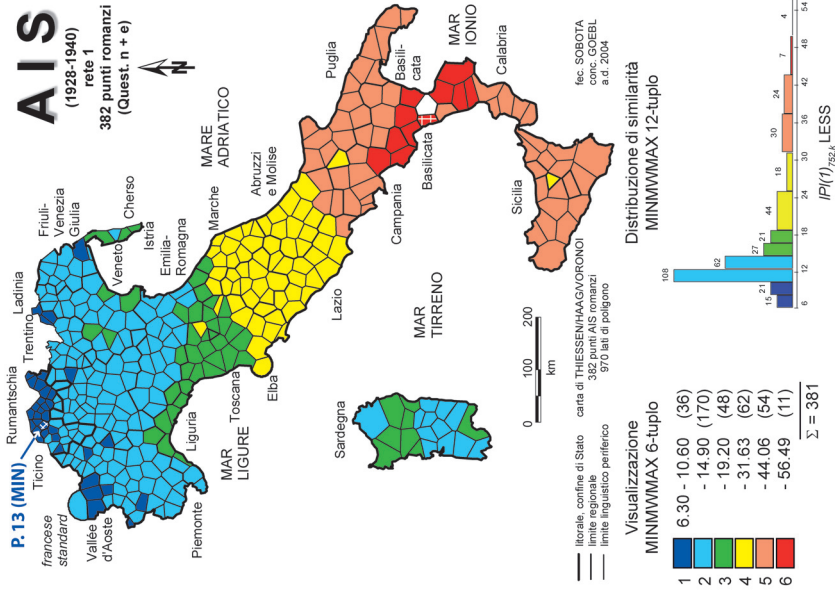 AIS
(1928-1940)
rete 1
382 punti romanzi
(Quest. n + e)
N
P.13 (MIN)
Rumantschia
Ticino
Trentino
Ladinia
Friuli-
Venezia
Giulia
francese
standard
Vallée
d'Aoste
Piemonte
Veneto
Istria
Cherso
Emilia-
Romagna
Liguria
MAR
LIGURE
Toscana
Elba
Marche
MARE
ADRIATICO
Abruzzi
e Molise
Lazio
Puglia
Campania
Basili-
cata
Basilicata
MAR
IONIO
Calabria
Sardegna
MAR
TIRRENO
Sicilia
0 100 200
km
fec. SOBOTA
conc. GOEBL
a.d. 2004
litorale, confine di Stato
limite regionale
limite linguistico periferico
carta di THIESSEN/HAAG/VORONOI
382 punti AIS romanzi
970 lati di poligono
Visualizzazione
MINMWMAX 6-tuplo
1 6.30 - 10.60 (36)
2 - 14.90 (170)
3 - 19.20 (48)
4 - 31.63 (62)
5 - 44.06 (54)
6 - 56.49 (11)
Σ = 381
Distribuzione di similarità
MINMWMAX 12-tuplo
15 21 108 62 27 21 44 18 30 24 7 4
6 12 18 24 30 36 42 48 54
IPI(1)752,k LESS